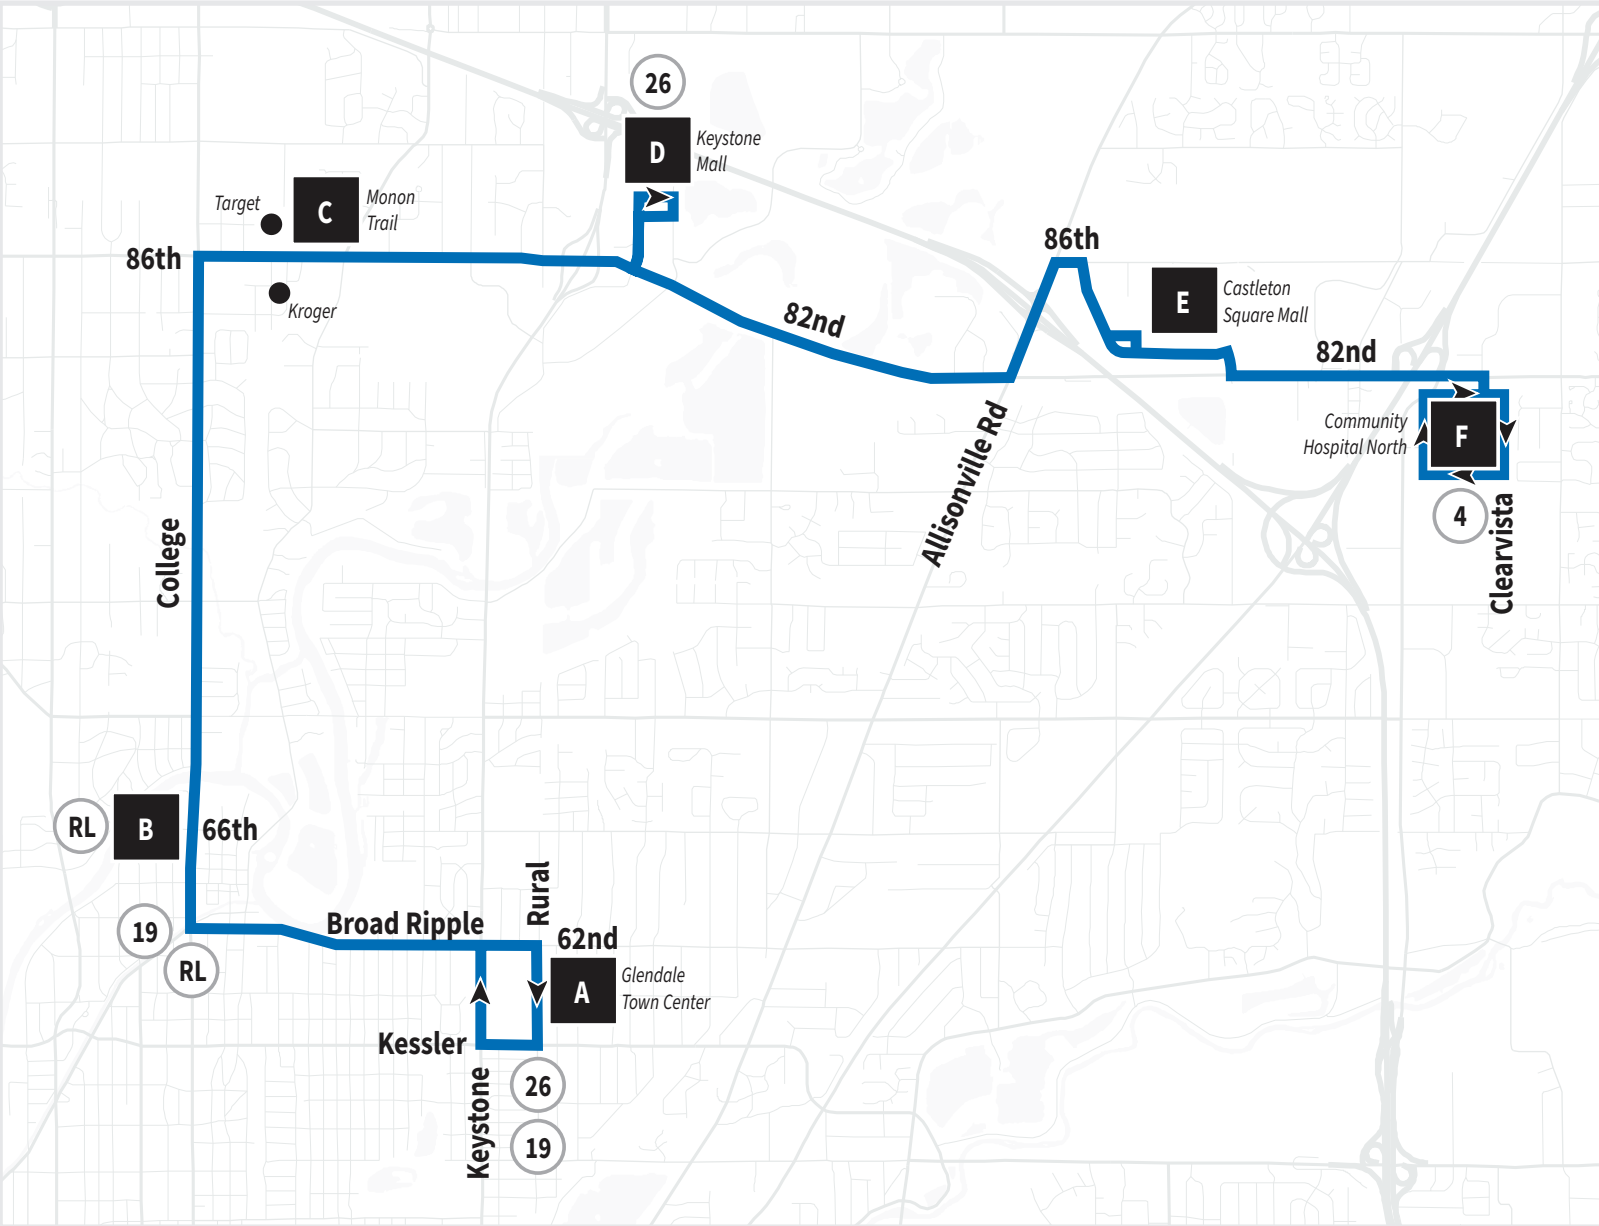 26
D
Keystone
Mall
Target
C
Monon
Trail
86th
86th
Kroger
82nd
E
Castleton
Square Mall
82nd
Community
Hospital North
F
4
Clearvista
Allisonville Rd
College
RL
B
66th
19
RL
Broad Ripple
Rural
62nd
A
Glendale
Town Center
Kessler
Keystone
26
19